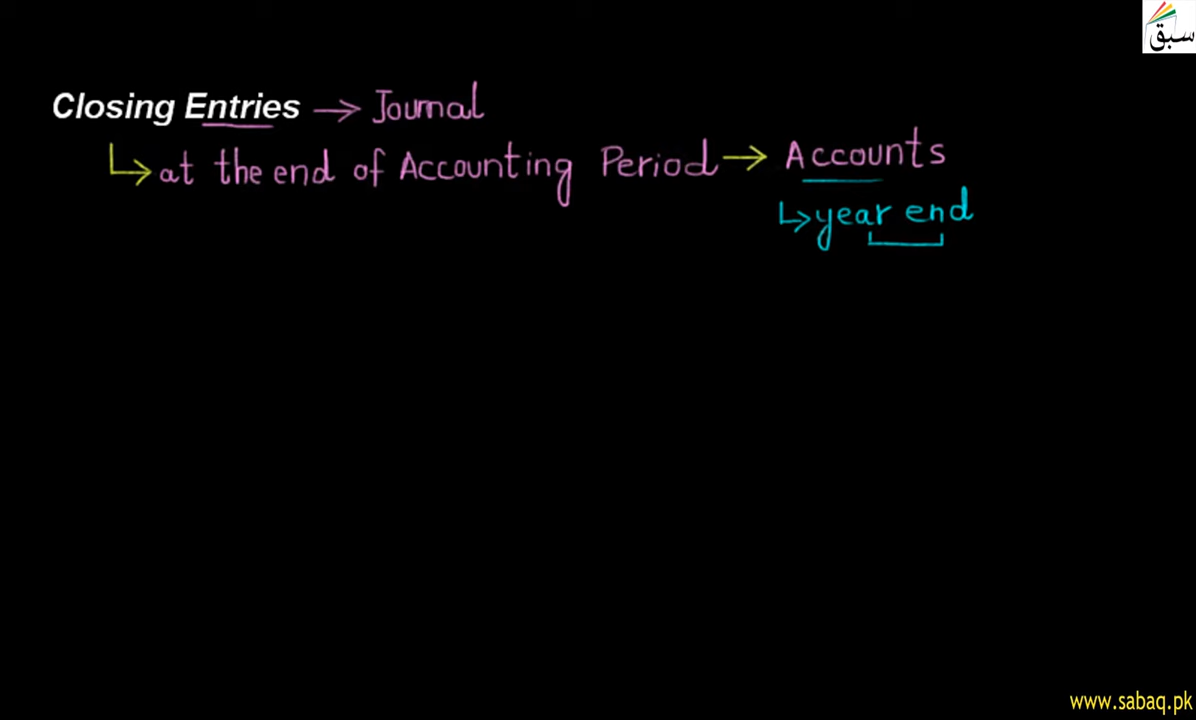 سبق
Closing Entries → Journal
↳ at the end of Accounting Period → Accounts
↳ year end
www.sabaq.pk